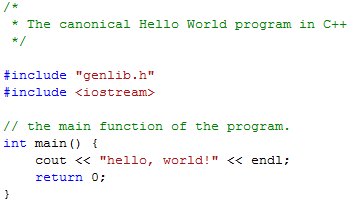 /*
 * The canonical Hello World program in C++
 */
#include "genlib.h"
#include <iostream>
// the main function of the program.
int main() {
    cout << "hello, world!" << endl;
    return 0;
}